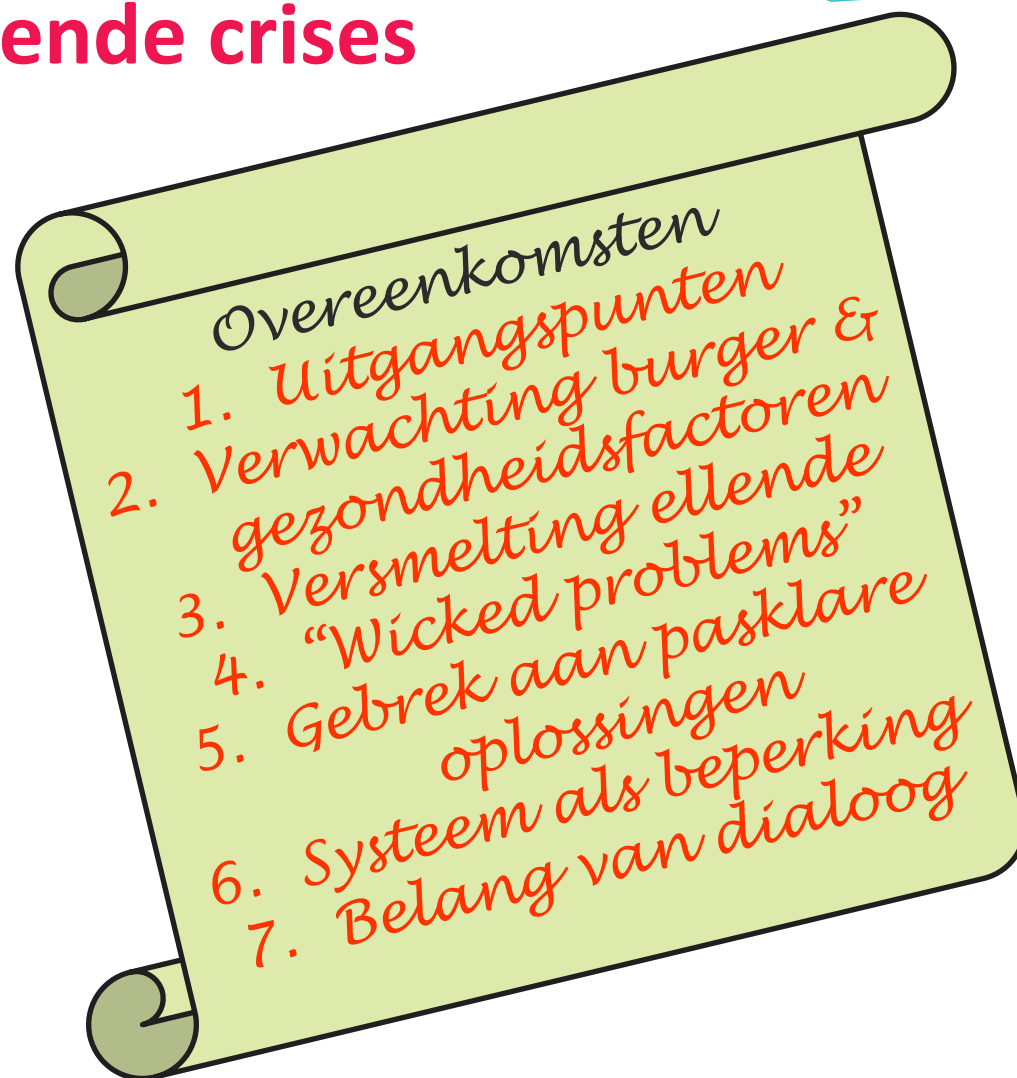 ende crises
Overeenkomsten
1. Uitgangspunten
2. Verwachting burger &
gezondheidsfactoren
3. Versmelting ellende
4. “Wicked problems”
5. Gebrek aan pasklare
oplossingen
6. Systeem als beperking
7. Belang van dialoog